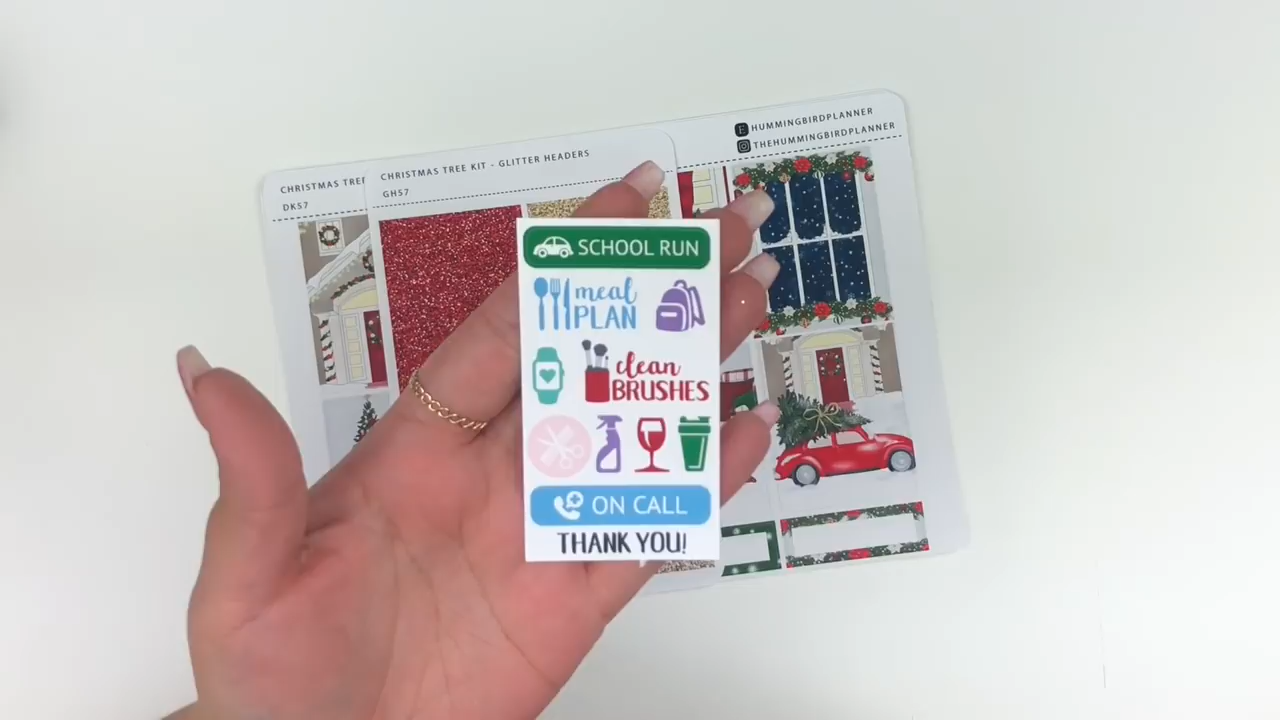 HUMMINGBIRDPLANNER
THEHUMMINGBIRDPLANNER
CHRISTMAS TREE KIT - GLITTER HEADERS
GH57
CHRISTMAS TRE
DK57
SCHOOL RUN
meal
PLAN
clean
BRUSHES
ON CALL
THANK YOU!